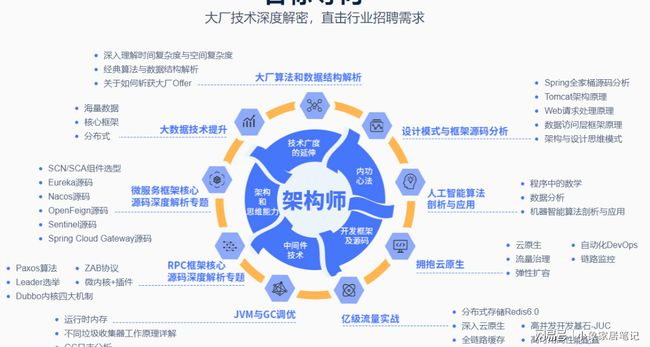 大厂技术深度解密，直击行业招聘需求
深入理解时间复杂度与空间复杂度
经典算法与数据结构解析
关于如何斩获大厂Offer
大厂算法和数据结构解析
海量数据
核心框架
分布式
大数据技术提升
Spring全家桶源码分析
Tomcat架构原理
Web请求处理原理
数据访问层框架原理
架构与设计思维模式
设计模式与框架源码分析
技术广度
的延伸
内功
心法
架构
和
思维能力
架构师
开发框架
及源码
中间件
技术
SCN/SCA组件选型
Eureka源码
Nacos源码
OpenFeign源码
Sentinel源码
Spring Cloud Gateway源码
微服务框架核心
源码深度解析专题
人工智能算法
剖析与应用
程序中的数学
数据分析
机器智能算法剖析与应用
拥抱云原生
云原生
自动化DevOps
流量治理
链路监控
弹性扩容
Paxos算法
ZAB协议
Leader选举
微内核+插件
Dubbo内核四大机制
RPC框架核心
源码深度解析专题
JVM与GC调优
运行时内存
不同垃圾收集器工作原理详解
亿级流量实战
分布式存储Redis6.0
深入云原生
高并发开发基石-JUC
全链路缓存